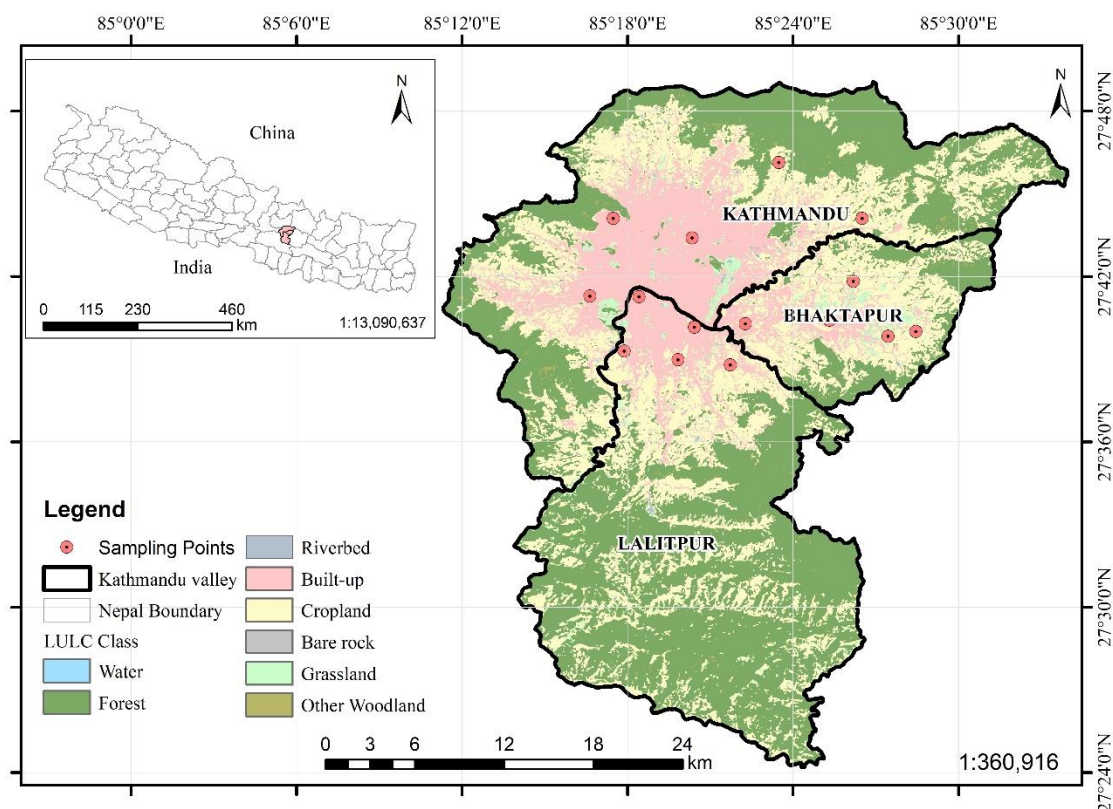 85°0'0"E 85°6'0"E 85°12'0"E 85°18'0"E 85°24'0"E 85°30'0"E
N
China
India
0 115 230 460
km
1:13,090,637
N
27°48'0"N
27°42'0"N
27°36'0"N
27°30'0"N
27°24'0"N
KATHMANDU
BHAKTAPUR
LALITPUR
Legend
Sampling Points
Kathmandu valley
Nepal Boundary
LULC Class
Water
Forest
Riverbed
Built-up
Cropland
Bare rock
Grassland
Other Woodland
0 3 6 12 18 24
km
1:360,916